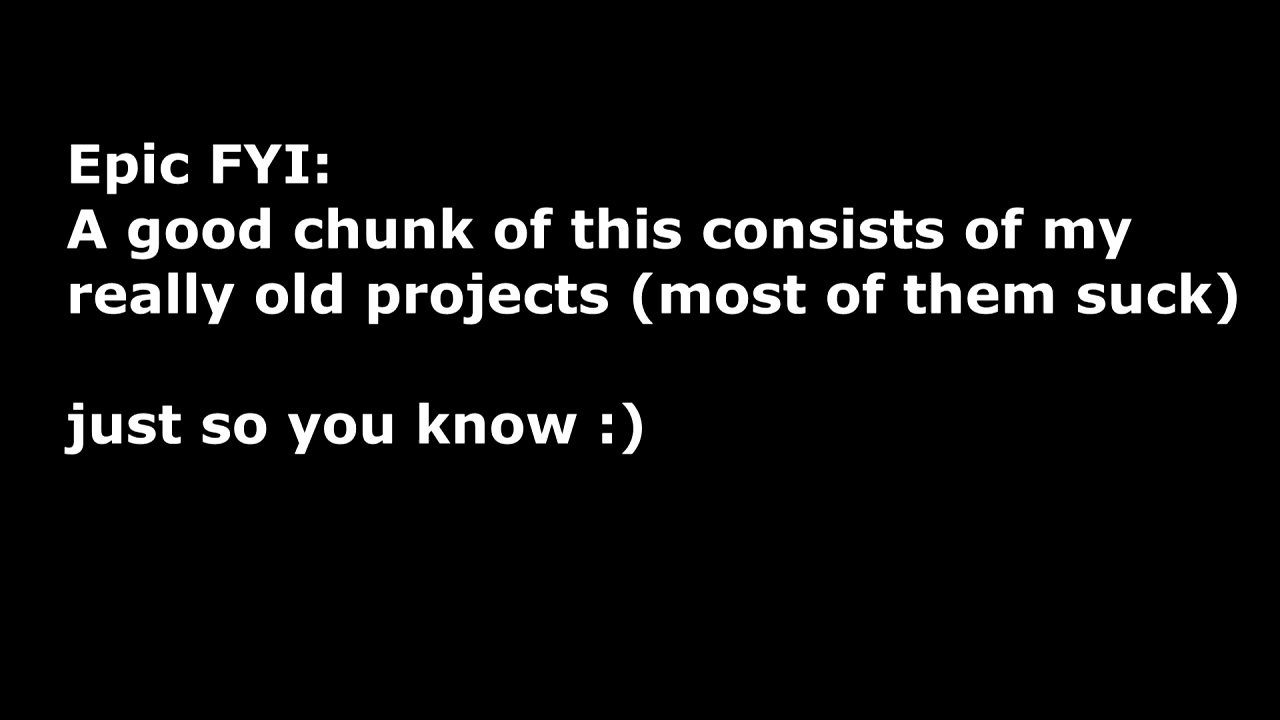 Epic FYI:
A good chunk of this consists of my
really old projects (most of them suck)
just so you know :)